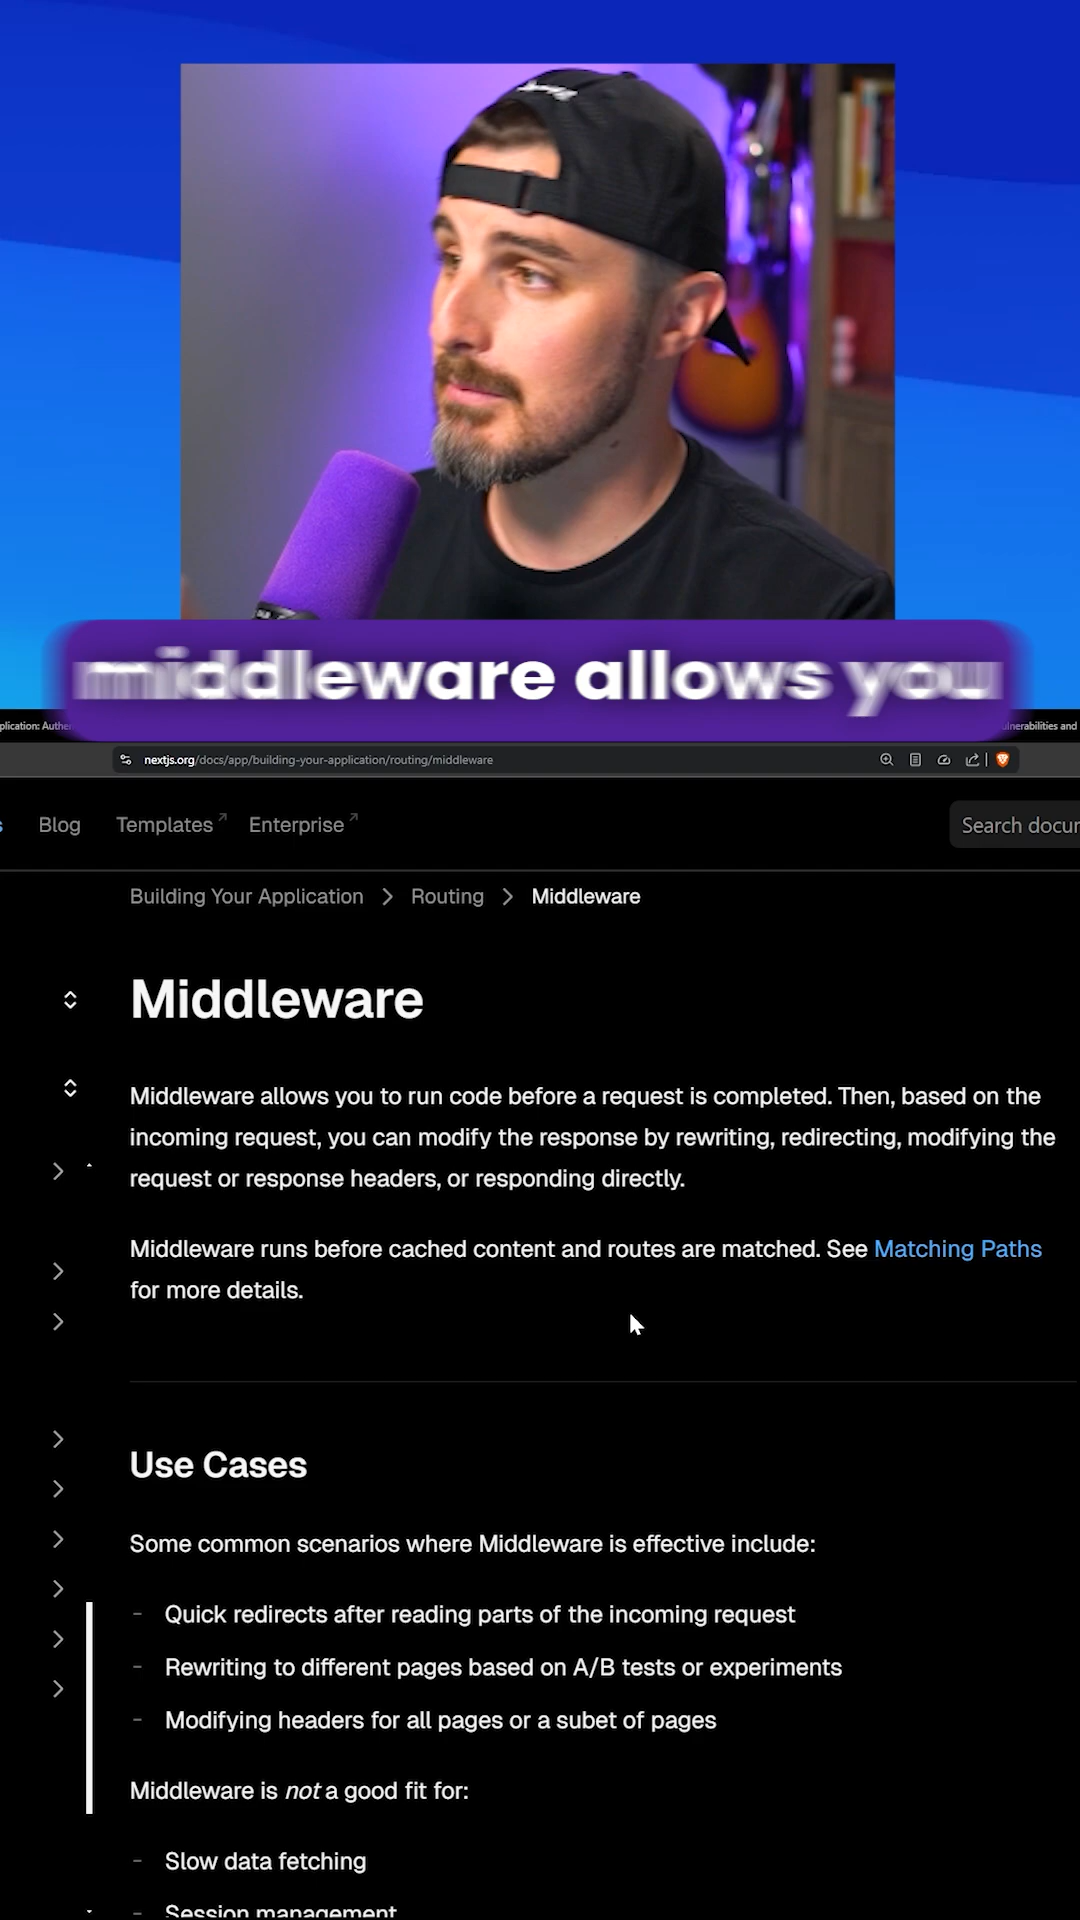 middleware allows you
plication: Authe
ulnerabilities and
nextjs.org/docs/app/building-your-application/routing/middleware
Blog Templates Enterprise
Search docur
Building Your Application > Routing > Middleware
Middleware
Middleware allows you to run code before a request is completed. Then, based on the
incoming request, you can modify the response by rewriting, redirecting, modifying the
request or response headers, or responding directly.
Middleware runs before cached content and routes are matched. See Matching Paths
for more details.
Use Cases
Some common scenarios where Middleware is effective include:
- Quick redirects after reading parts of the incoming request
- Rewriting to different pages based on A/B tests or experiments
- Modifying headers for all pages or a subet of pages
Middleware is not a good fit for:
- Slow data fetching
- Session management